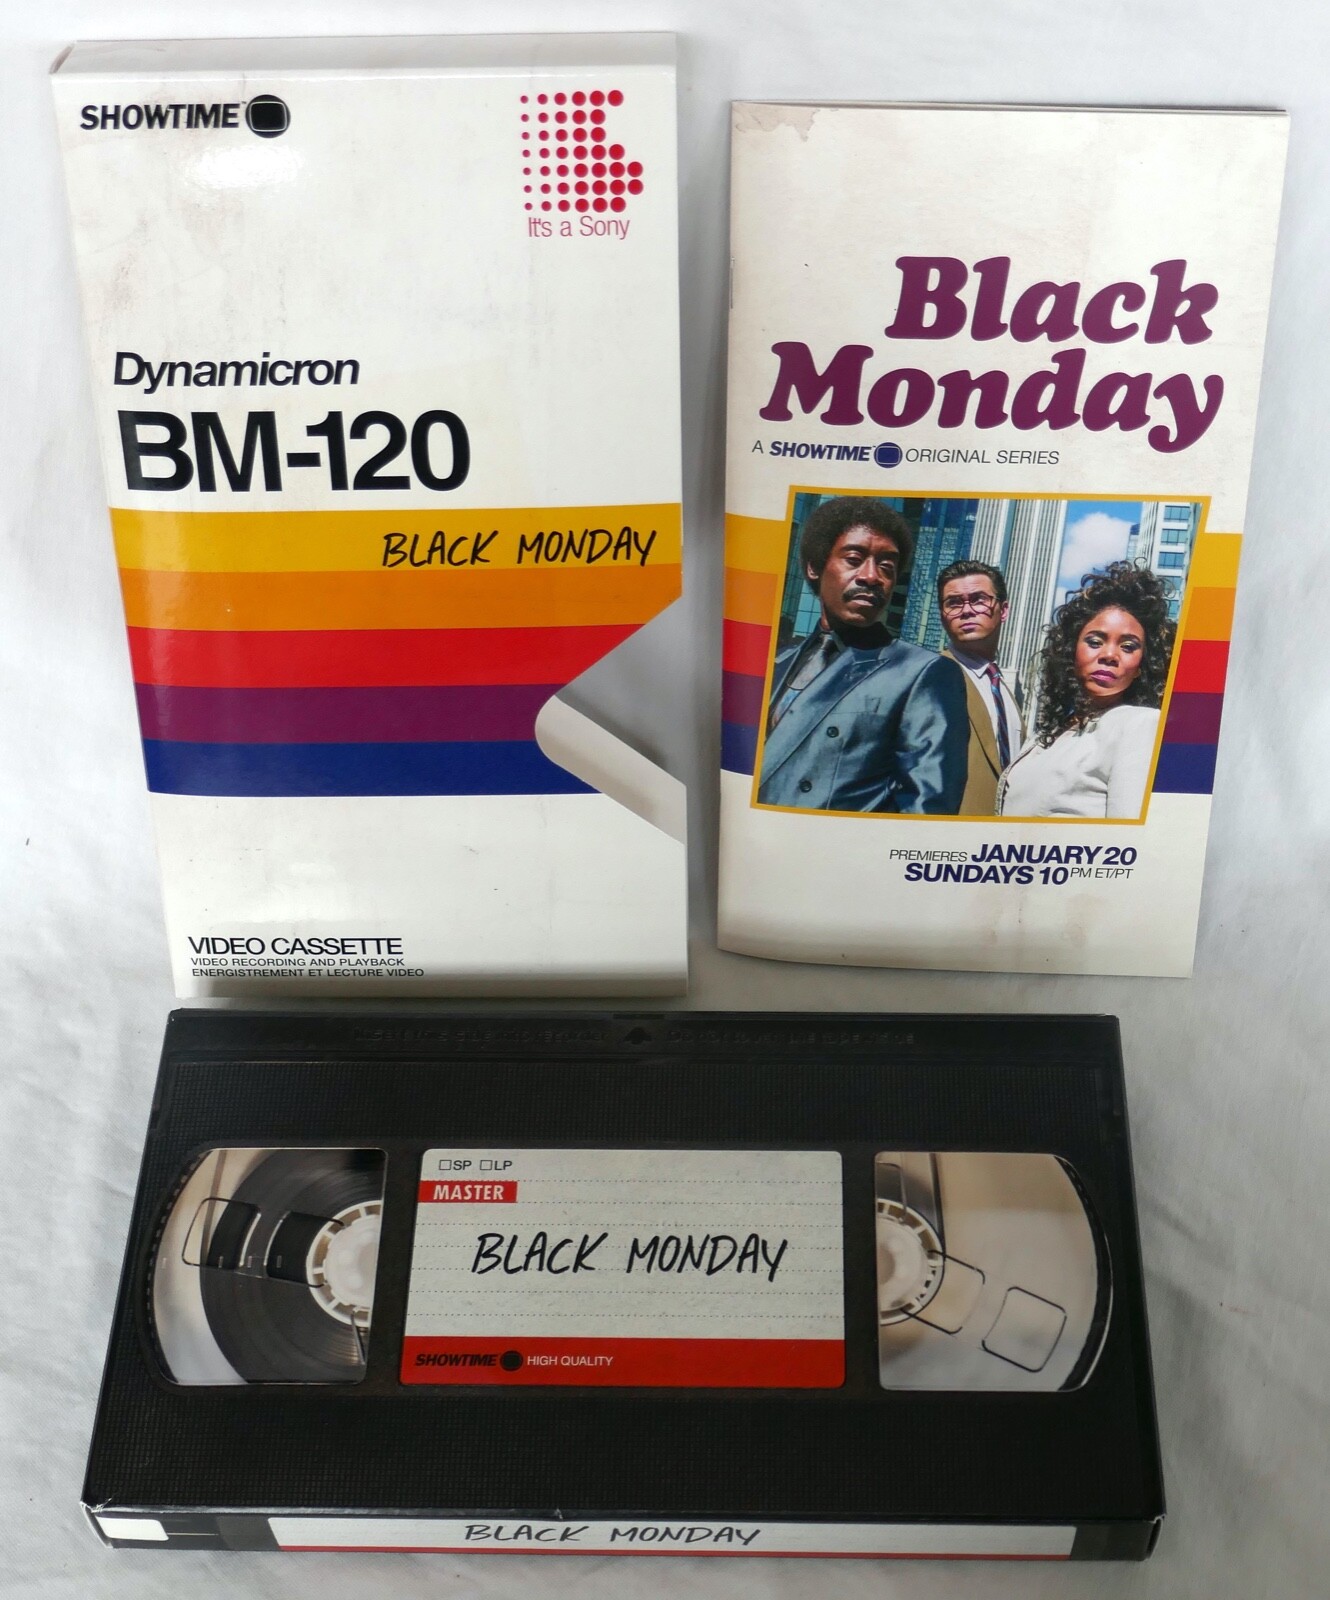 SHOWTIME
It's a Sony
Dynamicron
BM-120
BLACK MONDAY
VIDEO CASSETTE
VIDEO RECORDING AND PLAYBACK
ENERGISTREMENT ET LECTURE VIDEO
Black
Monday
A SHOWTIME ORIGINAL SERIES
PREMIERES JANUARY 20
SUNDAYS 10 PM ET/PT
SP LP
MASTER
BLACK MONDAY
SHOWTIME HIGH QUALITY
BLACK MONDAY